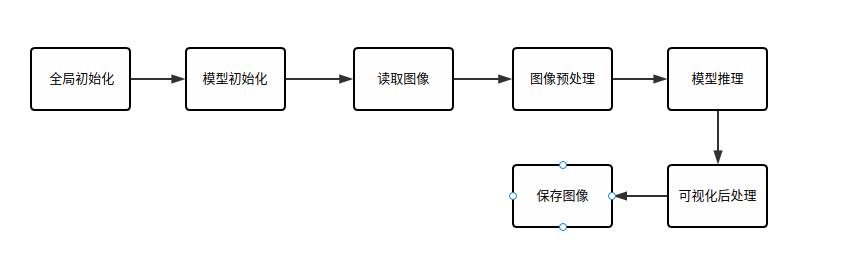 全局初始化
模型初始化
读取图像
图像预处理
模型推理
可视化后处理
保存图像